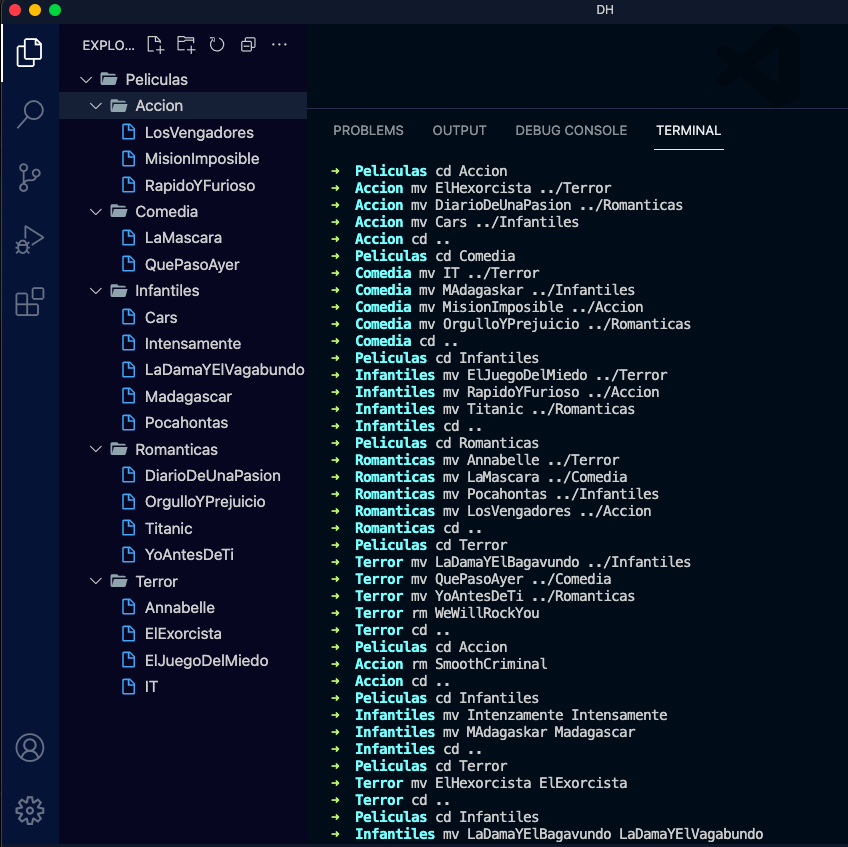 DH
EXPLO...
Peliculas
Accion
LosVengadores
MisionImposible
RapidoYFurioso
Comedia
LaMascara
QuePasoAyer
Infantiles
Cars
Intensamente
LaDamaYElVagabundo
Madagascar
Pocahontas
Romanticas
DiarioDeUnaPasion
OrgulloYPrejuicio
Titanic
YoAntesDeTi
Terror
Annabelle
ElExorcista
ElJuegoDelMiedo
IT
PROBLEMS OUTPUT DEBUG CONSOLE TERMINAL
→ Peliculas cd Accion
→ Accion mv ElHexorcista ../Terror
→ Accion mv DiarioDeUnaPasion ../Romanticas
→ Accion mv Cars ../Infantiles
→ Accion cd ..
→ Peliculas cd Comedia
→ Comedia mv IT ../Terror
→ Comedia mv MAdagaskar ../Infantiles
→ Comedia mv MisionImposible ../Accion
→ Comedia mv OrgulloYPrejuicio ../Romanticas
→ Comedia cd ..
→ Peliculas cd Infantiles
→ Infantiles mv ElJuegoDelMiedo ../Terror
→ Infantiles mv RapidoYFurioso ../Accion
→ Infantiles mv Titanic ../Romanticas
→ Infantiles cd ..
→ Peliculas cd Romanticas
→ Romanticas mv Annabelle ../Terror
→ Romanticas mv LaMascara ../Comedia
→ Romanticas mv Pocahontas ../Infantiles
→ Romanticas mv LosVengadores ../Accion
→ Romanticas cd ..
→ Peliculas cd Terror
→ Terror mv LaDamaYElBagavundo ../Infantiles
→ Terror mv QuePasoAyer ../Comedia
→ Terror mv YoAntesDeTi ../Romanticas
→ Terror rm WeWillRockYou
→ Terror cd ..
→ Peliculas cd Accion
→ Accion rm SmoothCriminal
→ Accion cd ..
→ Peliculas cd Infantiles
→ Infantiles mv Intenzamente Intensamente
→ Infantiles mv MAdagaskar Madagascar
→ Infantiles cd ..
→ Peliculas cd Terror
→ Terror mv ElHexorcista ElExorcista
→ Terror cd ..
→ Peliculas cd Infantiles
→ Infantiles mv LaDamaYElBagavundo LaDamaYElVagabundo